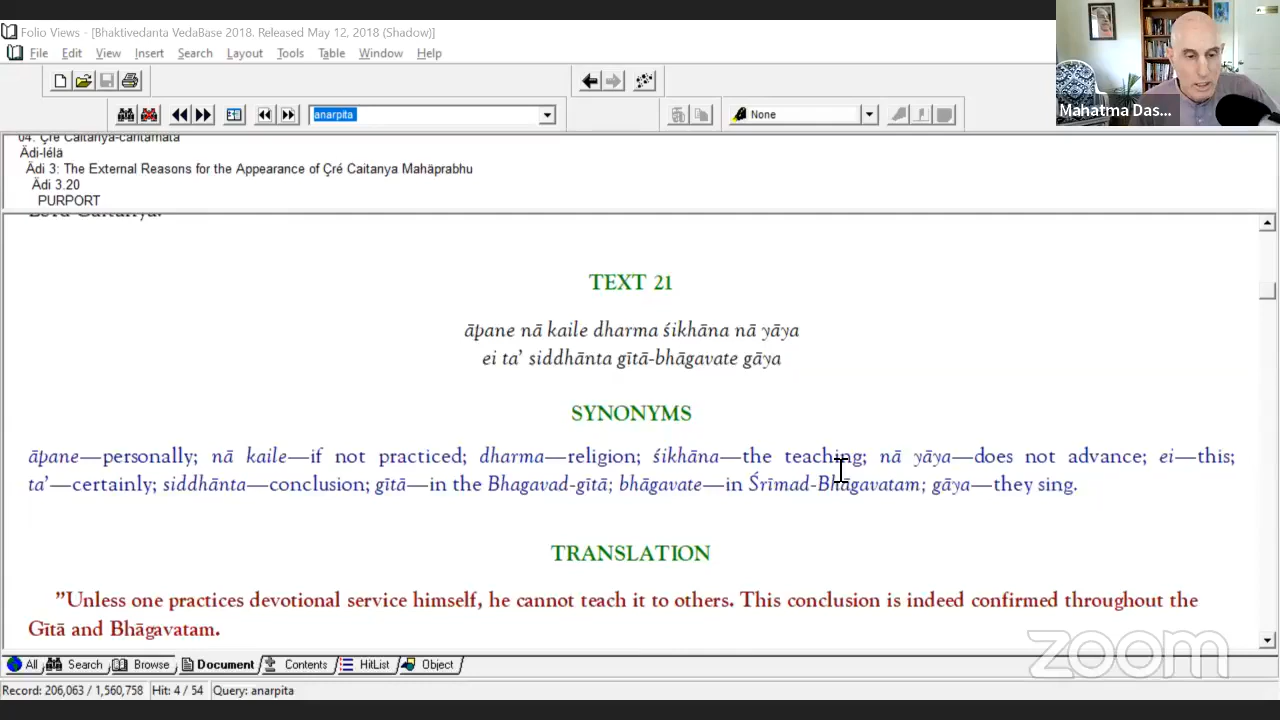 Folio Views - [Bhaktivedanta VedaBase 2018. Released May 12, 2018 (Shadow)]
File Edit View Insert Search Layout Tools Table Window Help
anarpita None
Mahatma Das...
04. Çré Caitanya-caritämåta
Ädi-lélä
Ädi 3: The External Reasons for the Appearance of Çré Caitanya Mahäprabhu
Ädi 3.20
PURPORT
Lord Caitanya.
TEXT 21
āpane nā kaile dharma śikhāna nā yāya
ei ta’ siddhānta gītā-bhāgavate gāya
SYNONYMS
āpane—personally; nā kaile—if not practiced; dharma—religion; śikhāna—the teaching; nā yāya—does not advance; ei—this;
ta’—certainly; siddhānta—conclusion; gītā—in the Bhagavad-gītā; bhāgavate—in Śrīmad-Bhāgavatam; gāya—they sing.
TRANSLATION
”Unless one practices devotional service himself, he cannot teach it to others. This conclusion is indeed confirmed throughout the
Gītā and Bhāgavatam.
zoom
All Search Browse Document Contents HitList Object
Record: 206,063 / 1,560,758 Hit: 4 / 54 Query: anarpita